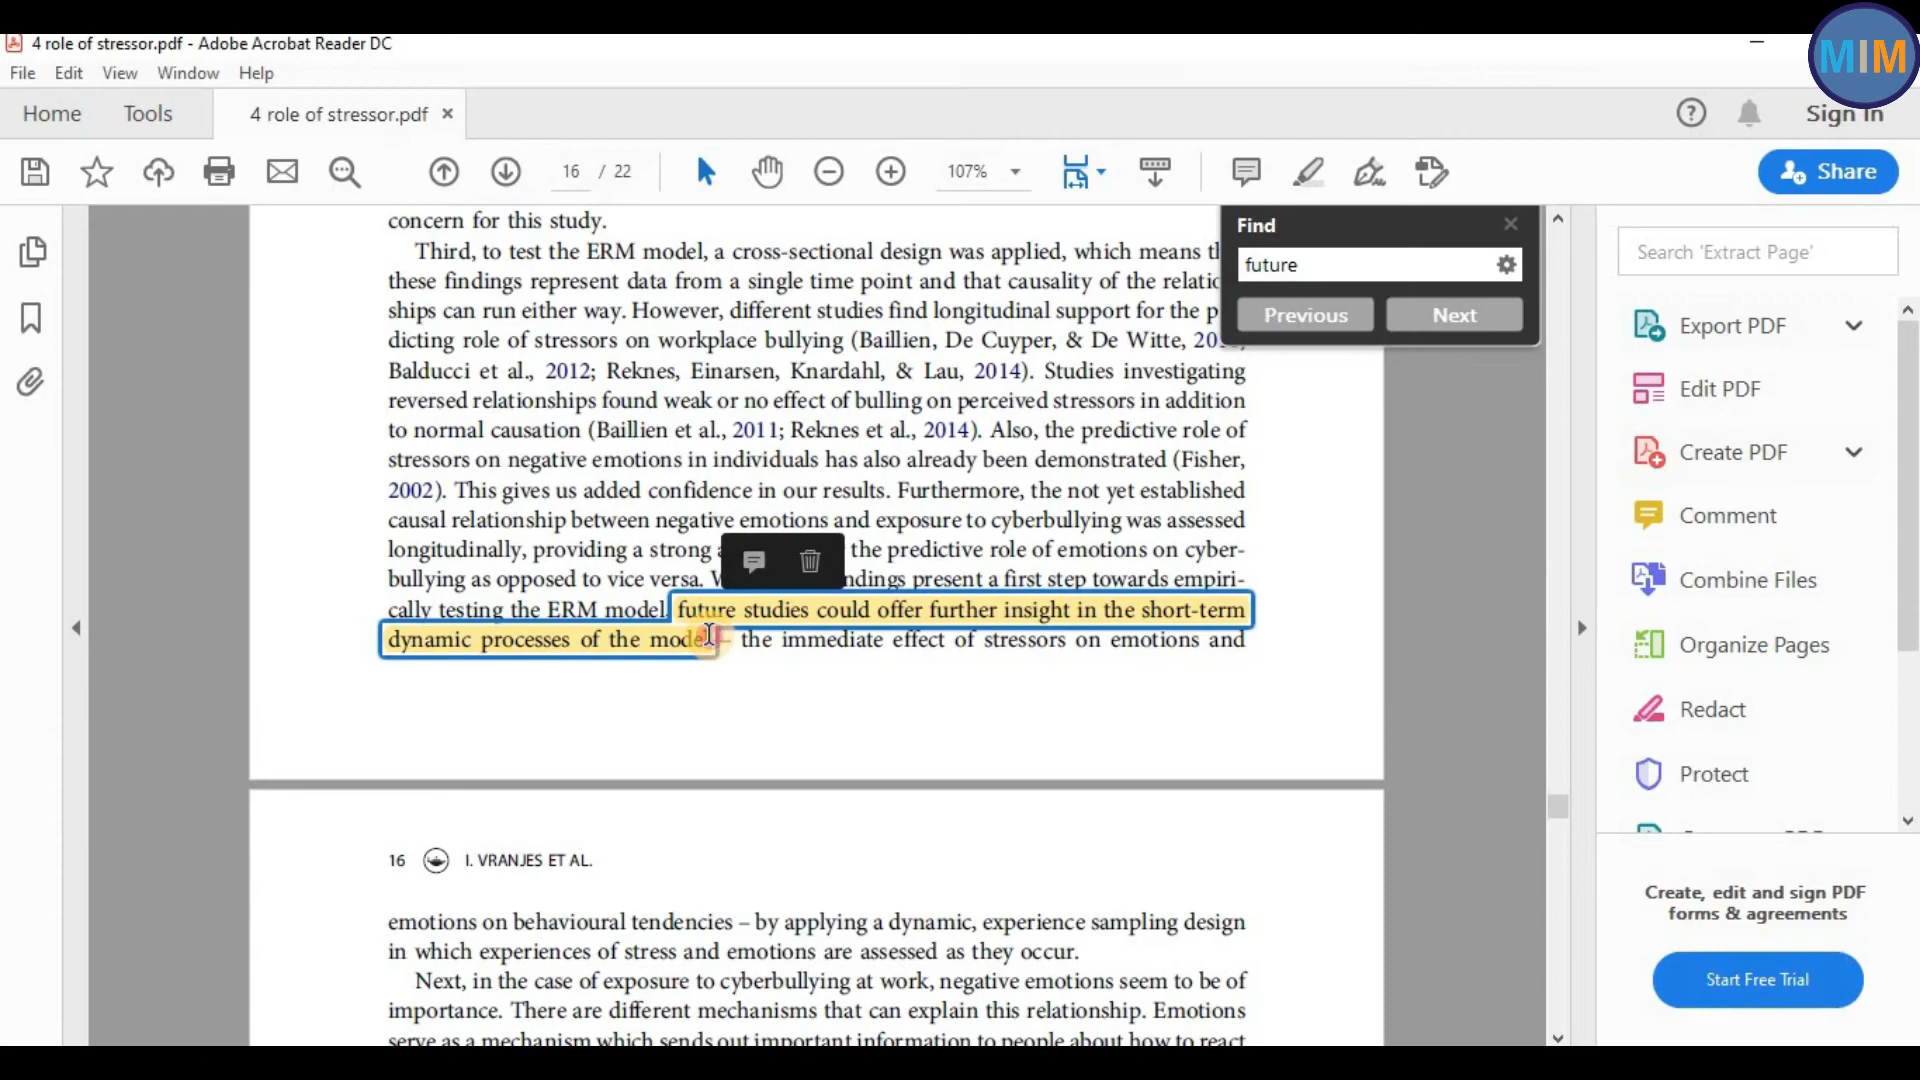 MIM
4 role of stressor.pdf - Adobe Acrobat Reader DC
File Edit View Window Help
Home Tools 4 role of stressor.pdf × Sign In
16 / 22 107% Share
concern for this study.
Third, to test the ERM model, a cross-sectional design was applied, which means
these findings represent data from a single time point and that causality of the
ships can run either way. However, different studies find longitudinal support for the
dicting role of stressors on workplace bullying (Baillien, De Cuyper, & De Witte,
Balducci et al., 2012; Reknes, Einarsen, Knardahl, & Lau, 2014). Studies investigating
reversed relationships found weak or no effect of bulling on perceived stressors in addition
to normal causation (Baillien et al., 2011; Reknes et al., 2014). Also, the predictive role of
stressors on negative emotions in individuals has also already been demonstrated (Fisher,
2002). This gives us added confidence in our results. Furthermore, the not yet established
causal relationship between negative emotions and exposure to cyberbullying was assessed
longitudinally, providing a strong the predictive role of emotions on cyber-
bullying as opposed to vice versa. present a first step towards empiri-
cally testing the ERM model, future studies could offer further insight in the short-term
dynamic processes of the – the immediate effect of stressors on emotions and
16 I. VRANJES ET AL.
emotions on behavioural tendencies – by applying a dynamic, experience sampling design
in which experiences of stress and emotions are assessed as they occur.
Next, in the case of exposure to cyberbullying at work, negative emotions seem to be of
importance. There are different mechanisms that can explain this relationship. Emotions
serve as a mechanism which sends out important information to people about how to react
Find
future
Previous Next
Search 'Extract Page'
Export PDF
Edit PDF
Create PDF
Comment
Combine Files
Organize Pages
Redact
Protect
Create, edit and sign PDF
forms & agreements
Start Free Trial